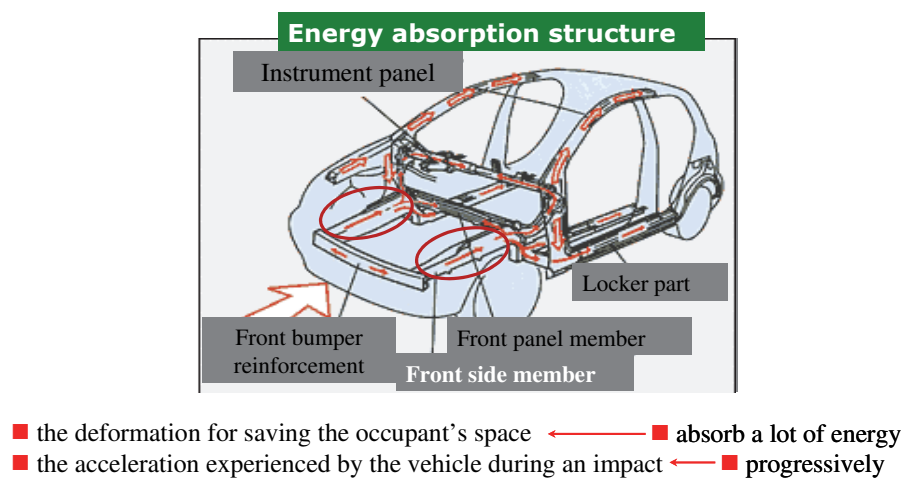 Energy absorption structure
Instrument panel
Locker part
Front bumper
reinforcement
Front panel member
Front side member
■ the deformation for saving the occupant's space ■ absorb a lot of energy
■ the acceleration experienced by the vehicle during an impact ■ progressively